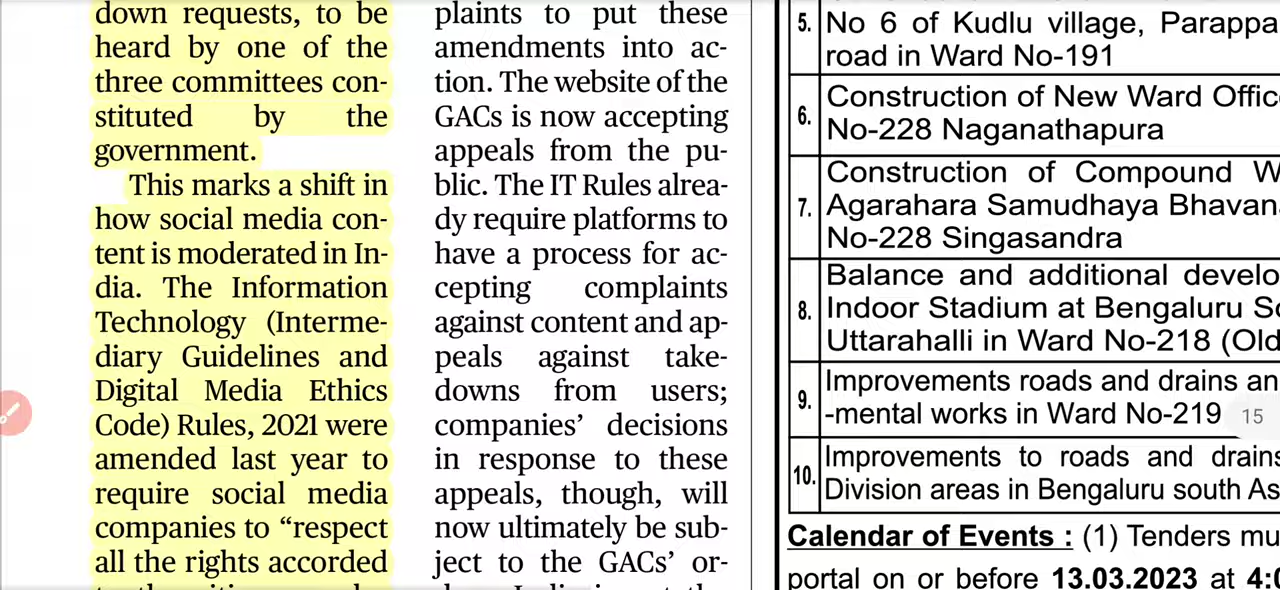 down requests, to be
heard by one of the
three committees con-
stituted by the
government.
This marks a shift in
how social media con-
tent is moderated in In-
dia. The Information
Technology (Interme-
diary Guidelines and
Digital Media Ethics
Code) Rules, 2021 were
amended last year to
require social media
companies to “respect
all the rights accorded
plaints to put these
amendments into ac-
tion. The website of the
GACs is now accepting
appeals from the pu-
blic. The IT Rules alrea-
dy require platforms to
have a process for ac-
cepting complaints
against content and ap-
peals against take-
downs from users;
companies’ decisions
in response to these
appeals, though, will
now ultimately be sub-
ject to the GACs’ or-
5. No 6 of Kudlu village, Parappa
road in Ward No-191
6. Construction of New Ward Offic
No-228 Naganathapura
7. Construction of Compound W
Agarahara Samudhaya Bhavan
No-228 Singasandra
8. Balance and additional develo
Indoor Stadium at Bengaluru So
Uttarahalli in Ward No-218 (Old
9. Improvements roads and drains an
-mental works in Ward No-219
10. Improvements to roads and drains
Division areas in Bengaluru south As
Calendar of Events : (1) Tenders mu
portal on or before 13.03.2023 at 4:0
15